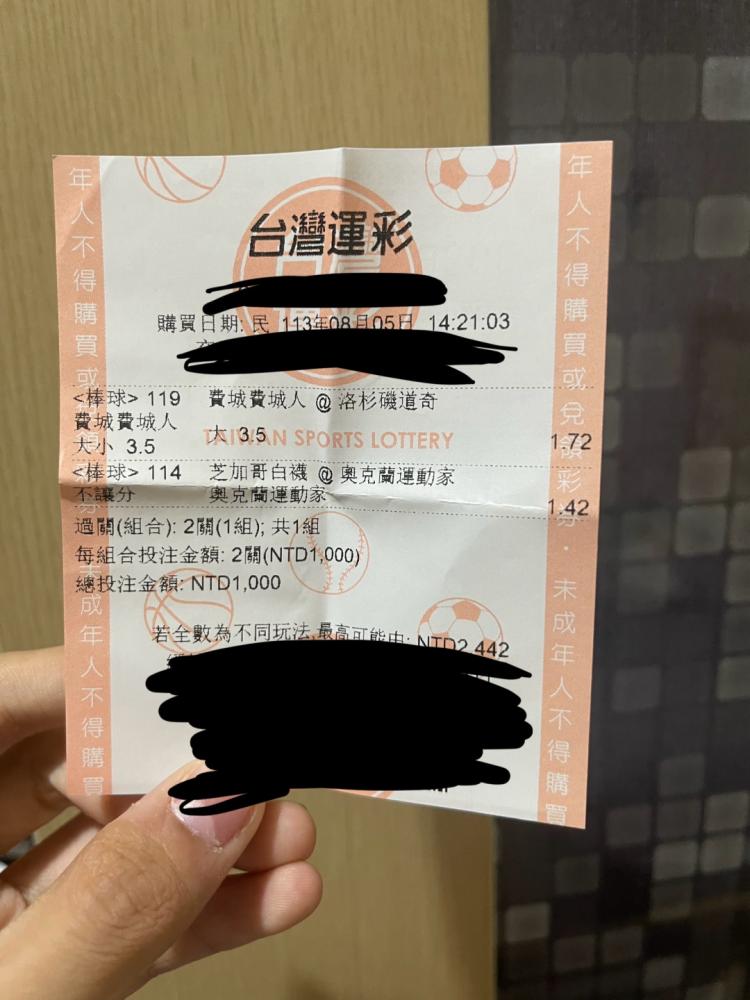 台灣運彩
購買日期: 民 113年08月05日 14:21:03
<棒球> 119 費城費城人 @ 洛杉磯道奇
費城費城人
大小 3.5 大 3.5 1.72
TAIWAN SPORTS LOTTERY
<棒球> 114 芝加哥白襪 @ 奧克蘭運動家
不讓分 奧克蘭運動家 1.42
過關(組合): 2關(1組); 共1組
每組合投注金額: 2關(NTD1,000)
總投注金額: NTD1,000
若全數為不同玩法,最高可能中: NTD2,442
年人不得購買或
未成年人不得購買
年人不得購買或兌領彩券．未成年人不得購買